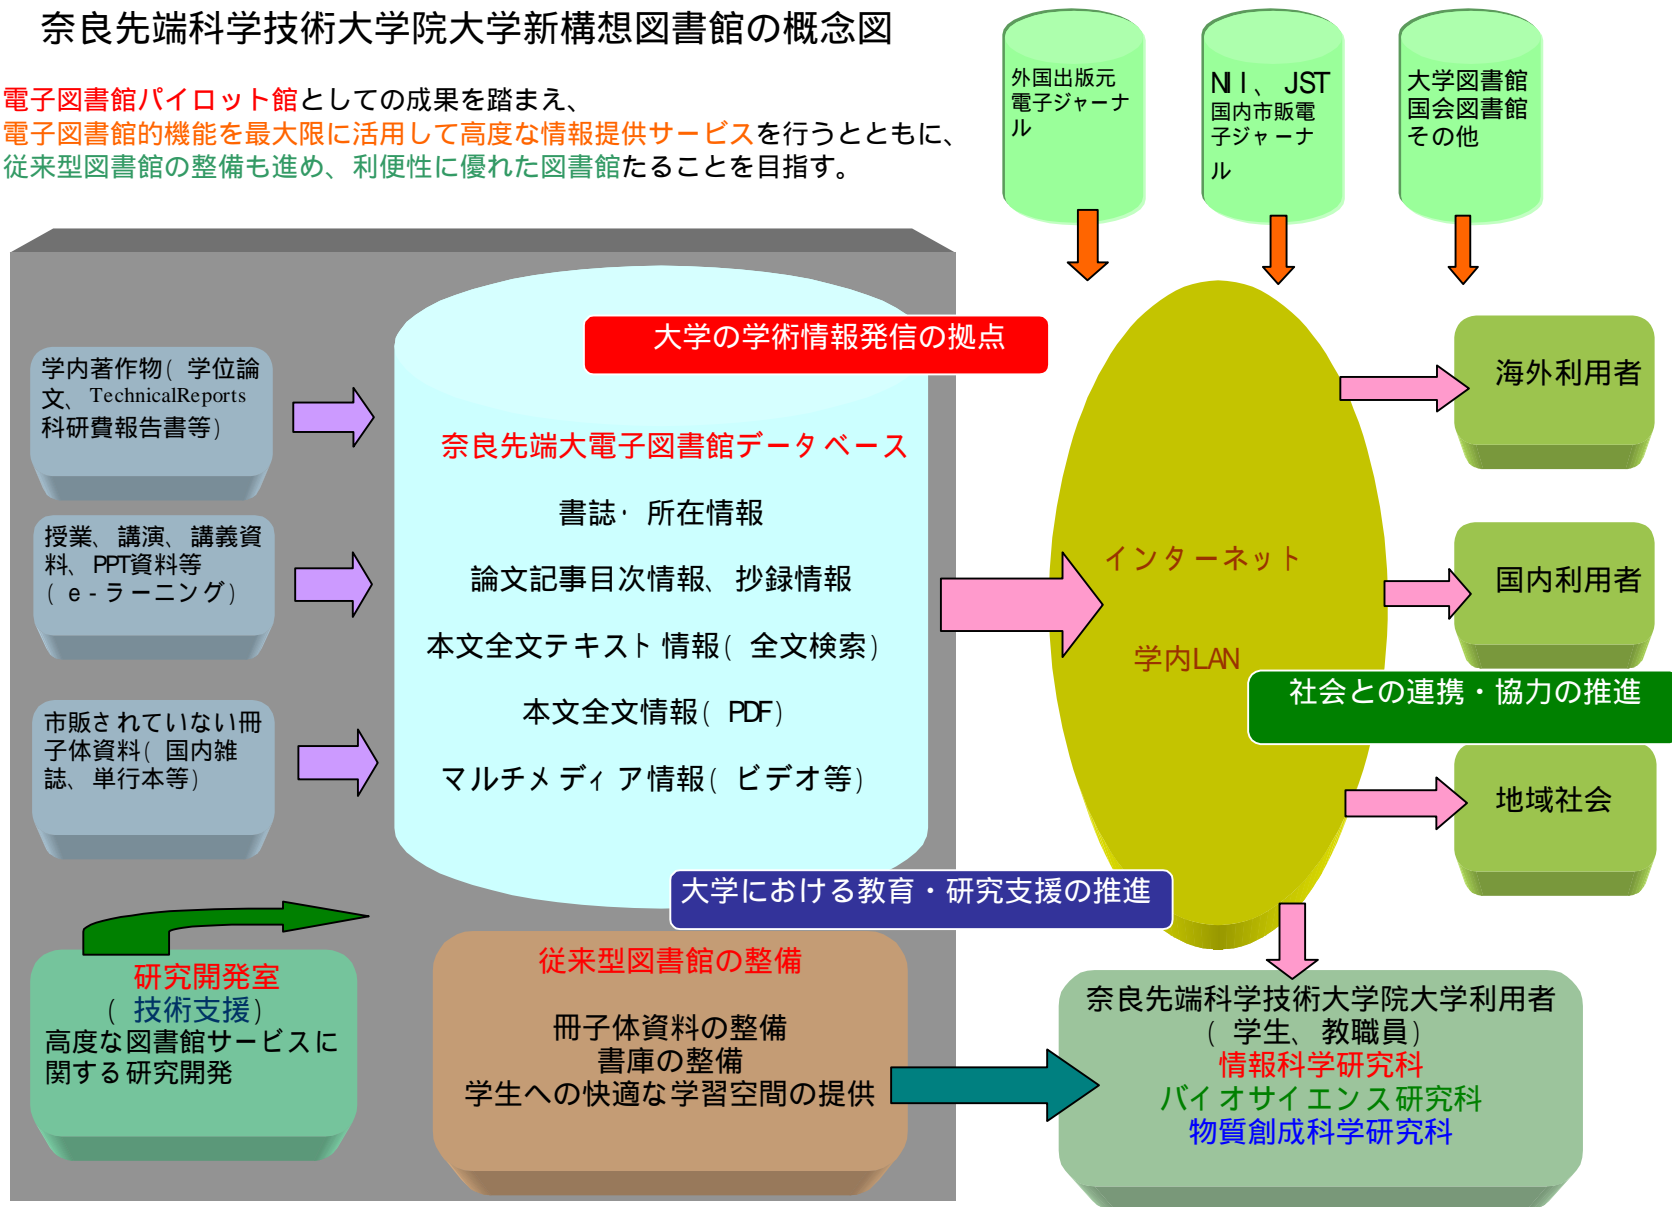 奈良先端科学技術大学院大学新構想図書館の概念図
電子図書館パイロット館としての成果を踏まえ、
電子図書館的機能を最大限に活用して高度な情報提供サービスを行うとともに、
従来型図書館の整備も進め、利便性に優れた図書館たることを目指す。
外国出版元
電子ジャーナ
ル
NII、JST
国内市販電
子ジャーナ
ル
大学図書館
国会図書館
その他
大学の学術情報発信の拠点
学内著作物(学位論
文、TechnicalReports
科研費報告書等)
授業、講演、講義資
料、PPT資料等
(e-ラーニング)
市販されていない冊
子体資料(国内雑
誌、単行本等)
奈良先端大電子図書館データベース
書誌・所在情報
論文記事目次情報、抄録情報
本文全文テキスト情報(全文検索)
本文全文情報(PDF)
マルチメディア情報(ビデオ等)
インターネット
学内LAN
海外利用者
国内利用者
社会との連携・協力の推進
地域社会
大学における教育・研究支援の推進
研究開発室
(技術支援)
高度な図書館サービスに
関する研究開発
従来型図書館の整備
冊子体資料の整備
書庫の整備
学生への快適な学習空間の提供
奈良先端科学技術大学院大学利用者
(学生、教職員)
情報科学研究科
バイオサイエンス研究科
物質創成科学研究科